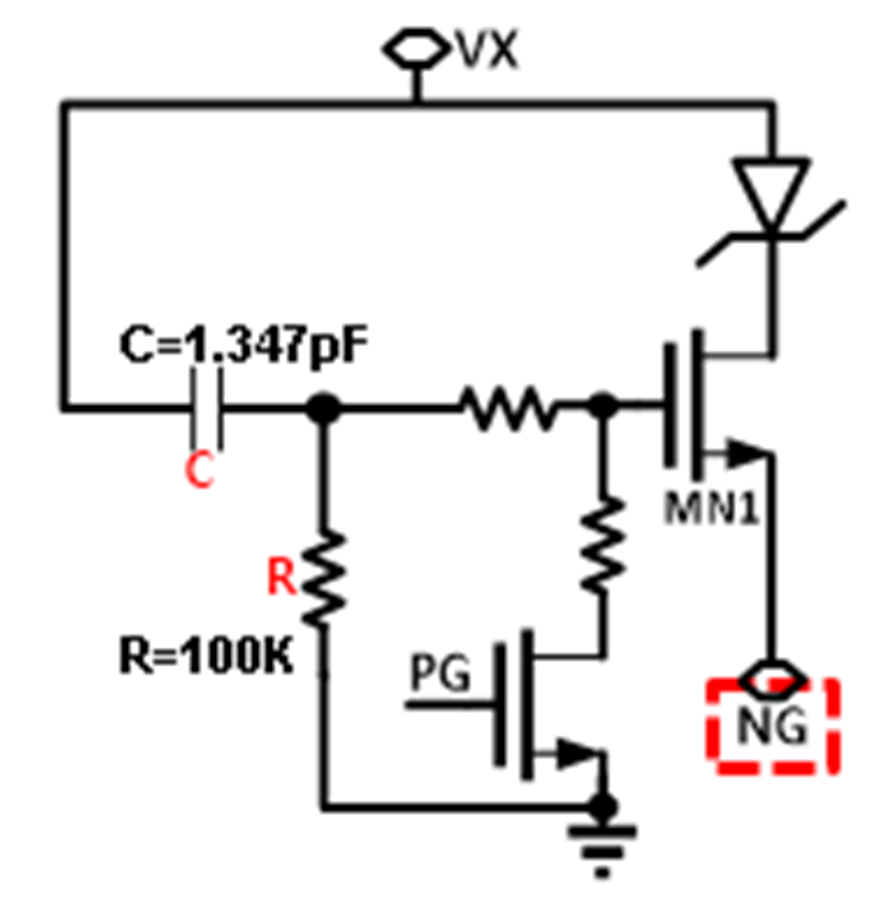 VX
C=1.347pF
C
MN1
R
R=100K
PG
NG